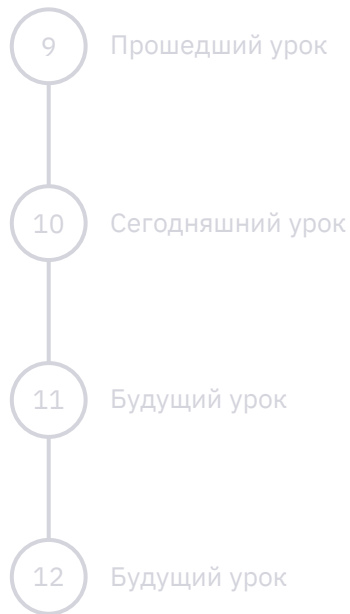 9 Прошедший урок
10 Сегодняшний урок
11 Будущий урок
12 Будущий урок